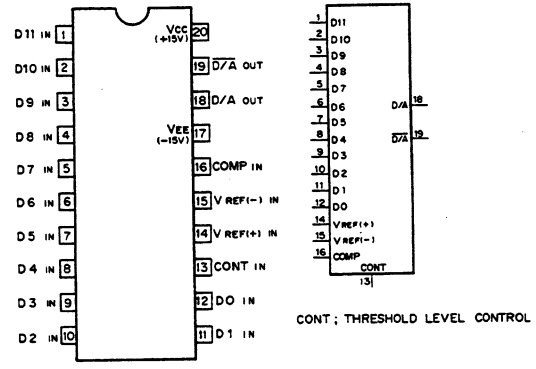 D11 IN 1
D10 IN 2
D9 IN 3
D8 IN 4
D7 IN 5
D6 IN 6
D5 IN 7
D4 IN 8
D3 IN 9
D2 IN 10
VCC 20
(+15V)
19 D/A OUT
18 D/A OUT
VEE 17
(-15V)
16 COMP IN
15 V REF(-) IN
14 V REF(+) IN
13 CONT IN
12 DO IN
11 D1 IN
1 D11
2 D10
3 D9
4 D8
5 D7
6 D6
7 D5
8 D4
9 D3
10 D2
11 D1
12 DO
14 V REF(+)
15 V REF(-)
16 COMP
CONT
13
D/A 18
D/A 19
CONT ; THRESHOLD LEVEL CONTROL